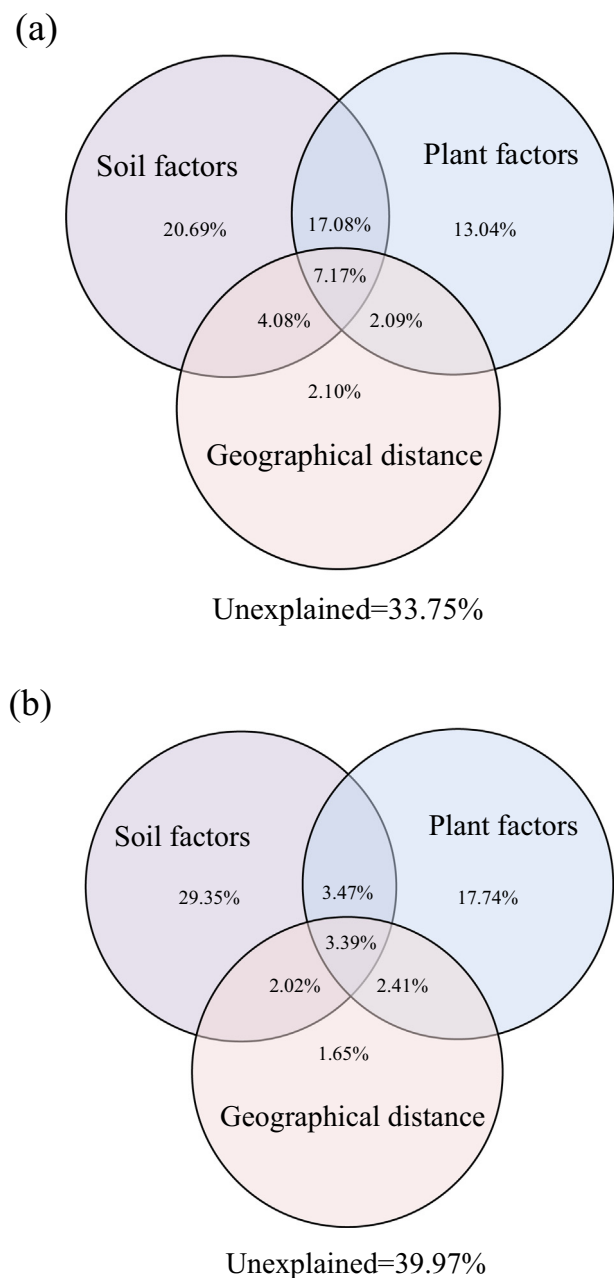 (a)
Soil factors
Plant factors
20.69%
17.08%
13.04%
7.17%
4.08%
2.09%
2.10%
Geographical distance
Unexplained=33.75%
(b)
Soil factors
Plant factors
29.35%
3.47%
17.74%
3.39%
2.02%
2.41%
1.65%
Geographical distance
Unexplained=39.97%